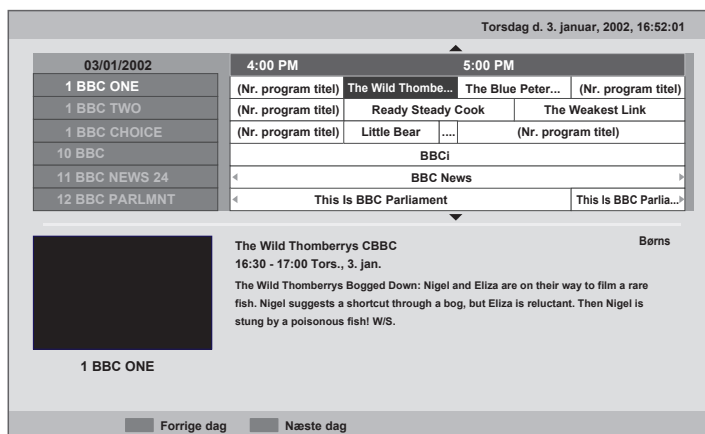 Torsdag d. 3. januar, 2002, 16:52:01
03/01/2002 4:00 PM 5:00 PM
1 BBC ONE (Nr. program titel) The Wild Thombe... The Blue Peter... (Nr. program titel)
1 BBC TWO (Nr. program titel) Ready Steady Cook The Weakest Link
1 BBC CHOICE (Nr. program titel) Little Bear .... (Nr. program titel)
10 BBC BBCi
11 BBC NEWS 24 BBC News
12 BBC PARLMNT This Is BBC Parliament This Is BBC Parlia...
The Wild Thomberrys CBBC Børns
16:30 - 17:00 Tors., 3. jan.
The Wild Thomberrys Bogged Down: Nigel and Eliza are on their way to film a rare
fish. Nigel suggests a shortcut through a bog, but Eliza is reluctant. Then Nigel is
stung by a poisonous fish! W/S.
1 BBC ONE
Forrige dag Næste dag